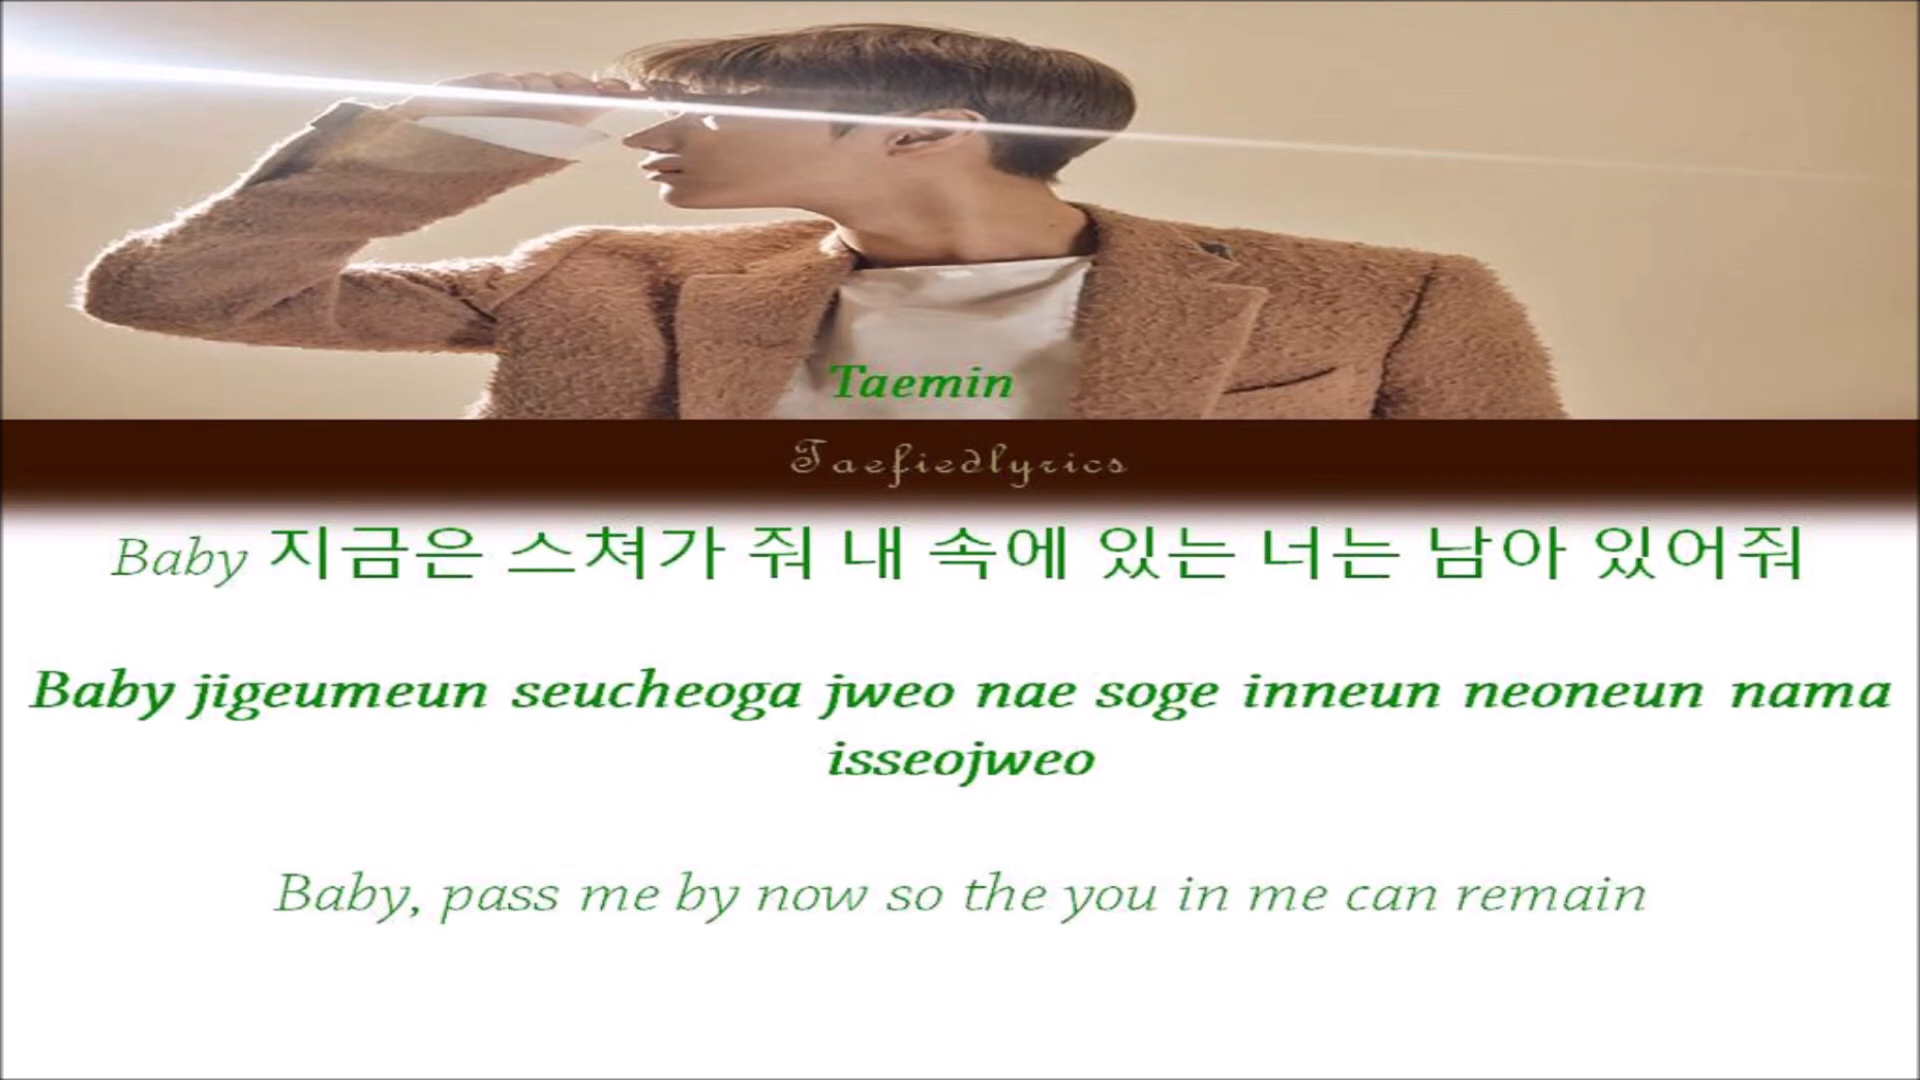 Taemin
Taefiedlyrics
Baby 지금은 스쳐가 줘 내 속에 있는 너는 남아 있어줘
Baby jigeumeun seucheoga jweo nae soge inneun neoneun nama
isseojweo
Baby, pass me by now so the you in me can remain